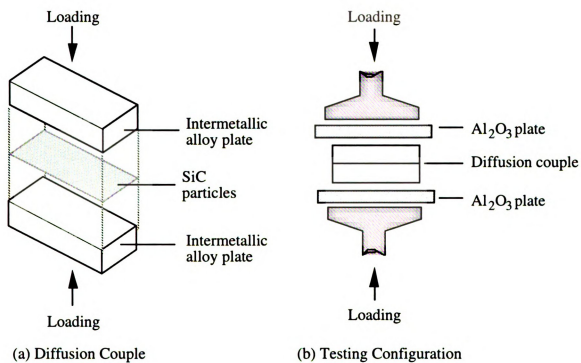 Loading
Intermetallic
alloy plate
SiC
particles
Intermetallic
alloy plate
Loading
(a) Diffusion Couple
Loading
Al₂O₃ plate
Diffusion couple
Al₂O₃ plate
Loading
(b) Testing Configuration